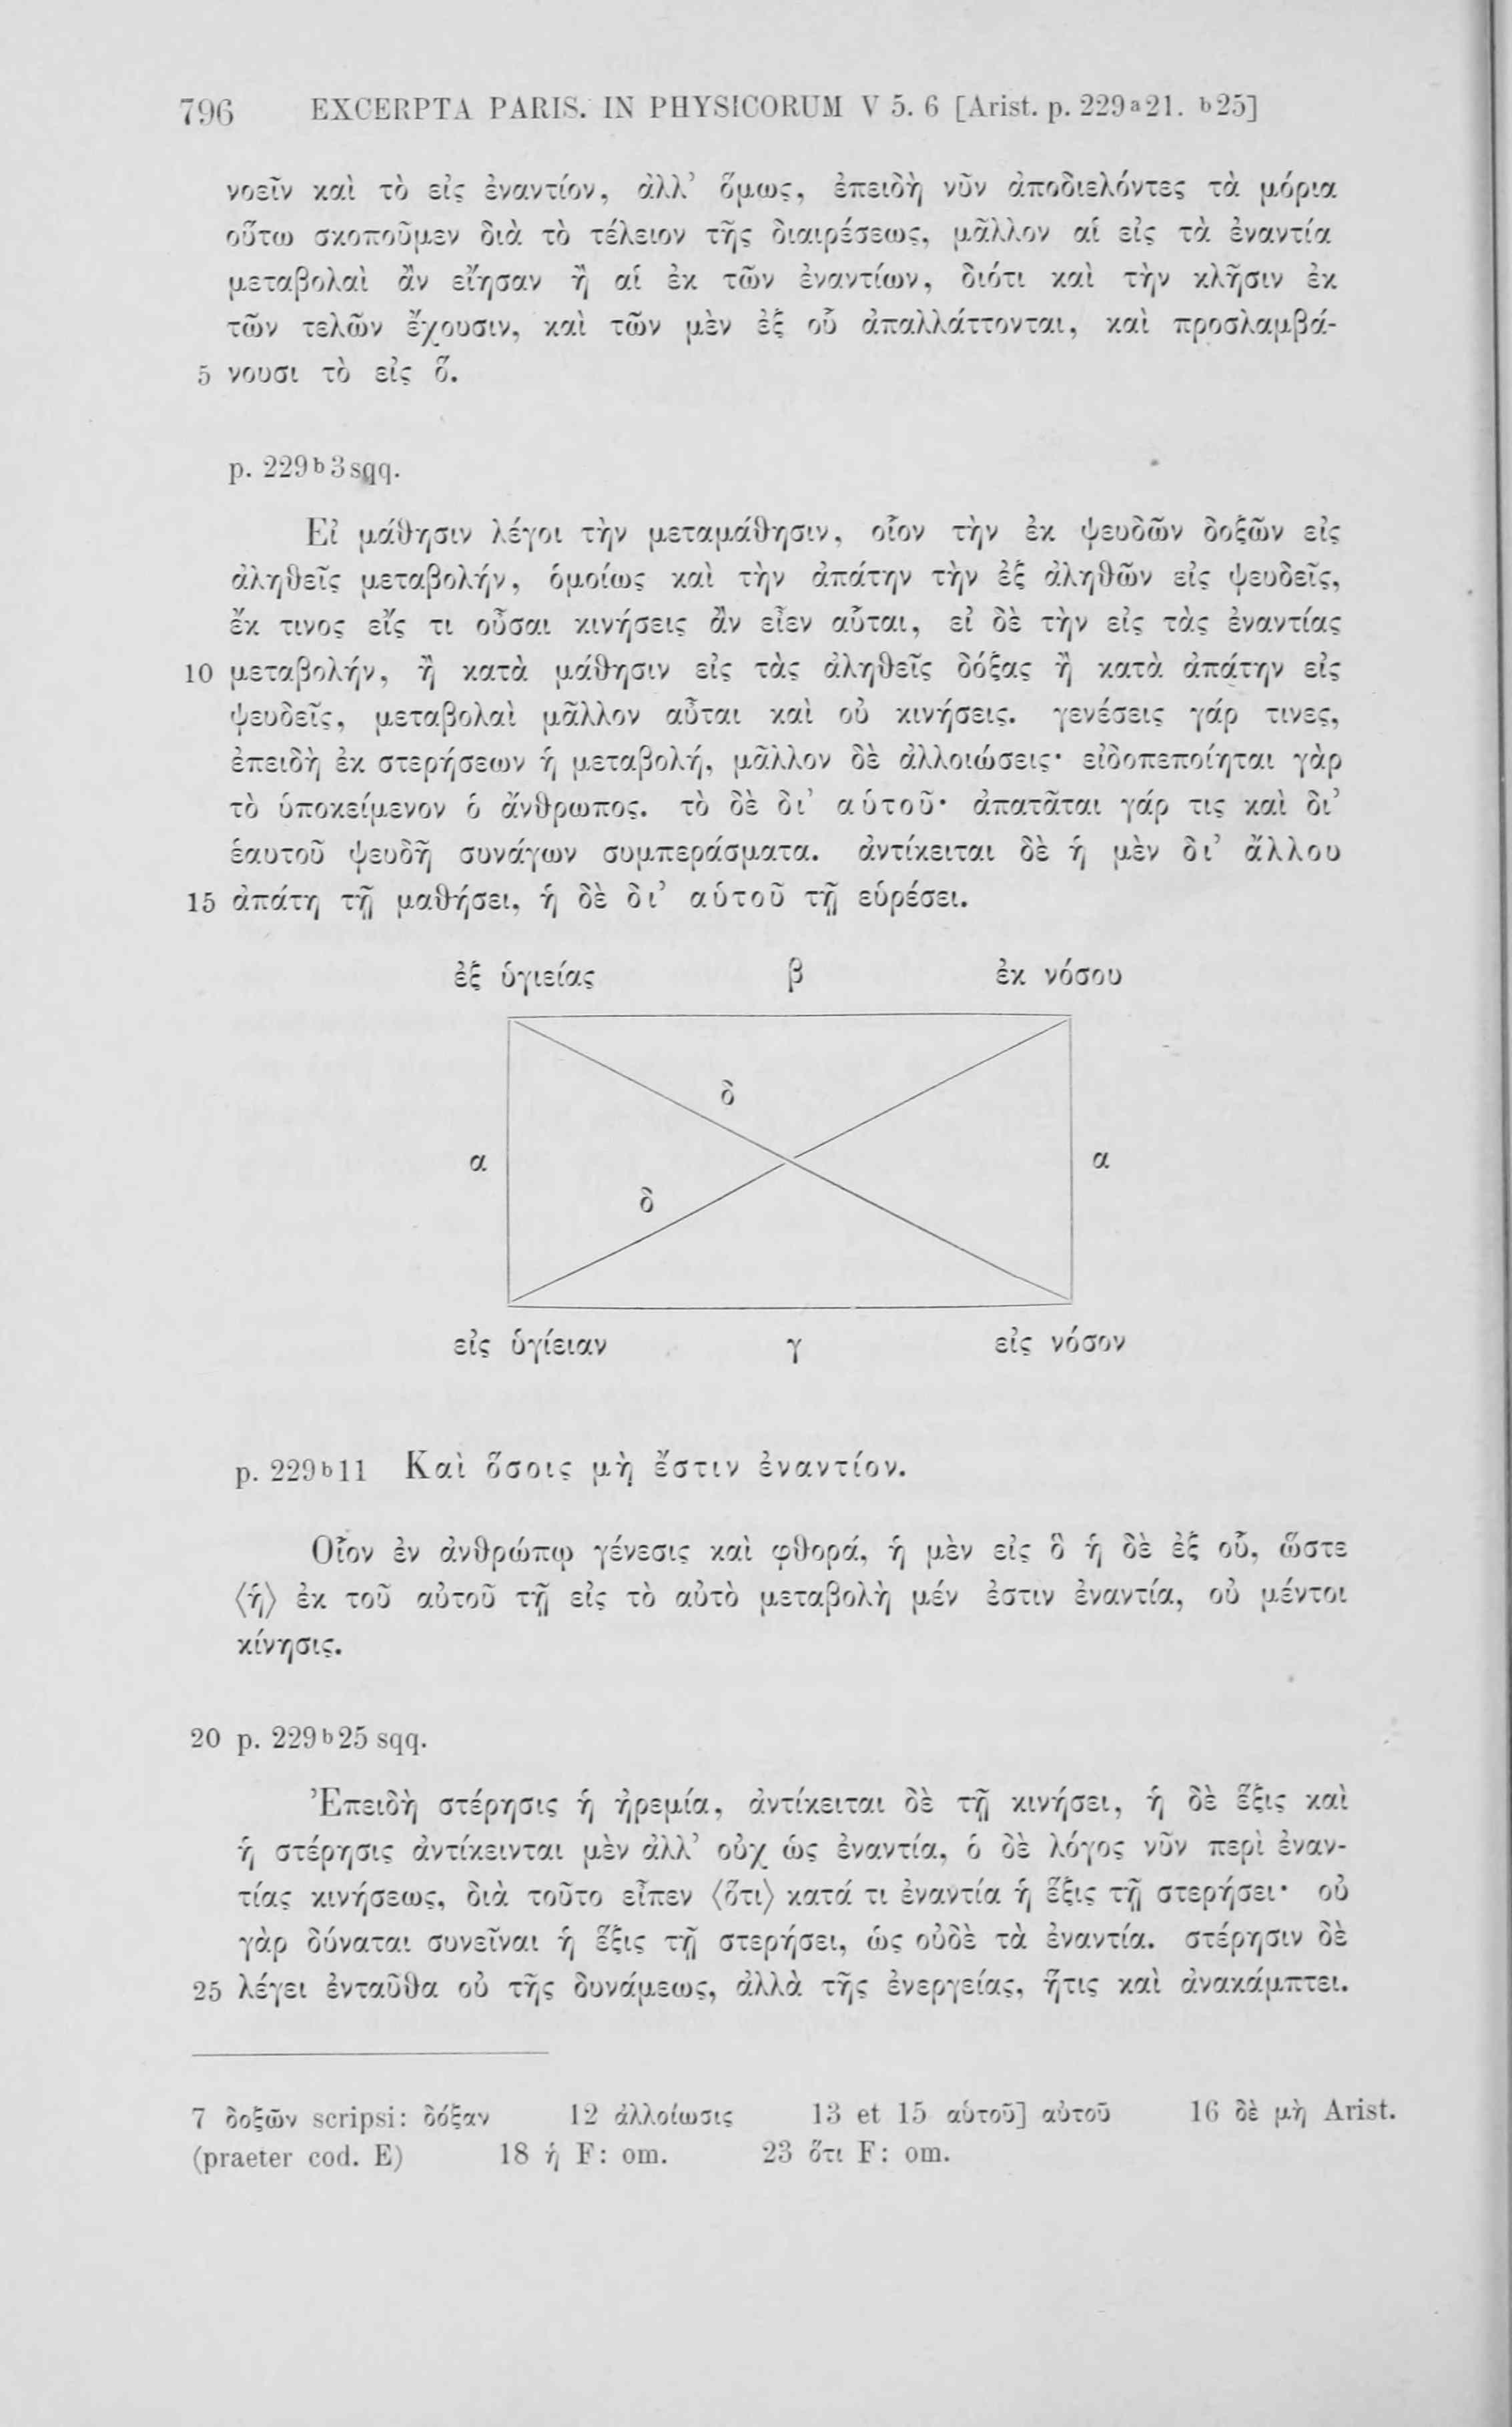 796 EXCERPTA PARIS. IN PHYSICORUM V 5. 6 [Arist. p. 229a21. b25]
νοεῖν καὶ τὸ εἰς ἐναντίον, ἀλλ’ ὅμως, ἐπειδὴ νῦν ἀποδιελόντες τὰ μόρια
οὕτω σκοποῦμεν διὰ τὸ τέλειον τῆς διαιρέσεως, μᾶλλον αἱ εἰς τὰ ἐναντία
μεταβολαὶ ἂν εἴησαν ἢ αἱ ἐκ τῶν ἐναντίων, διότι καὶ τὴν κλῆσιν ἐκ
τῶν τελῶν ἔχουσιν, καὶ τῶν μὲν ἐξ οὗ ἀπαλλάττονται, καὶ προσλαμβά-
5 νουσι τὸ εἰς ὅ.
p. 229b3sqq.
Εἰ μάθησιν λέγοι τὴν μεταμάθησιν, οἷον τὴν ἐκ ψευδῶν δοξῶν εἰς
ἀληθεῖς μεταβολήν, ὁμοίως καὶ τὴν ἀπάτην τὴν ἐξ ἀληθῶν εἰς ψευδεῖς,
ἔκ τινος εἴς τι οὖσαι κινήσεις ἂν εἶεν αὗται, εἰ δὲ τὴν εἰς τὰς ἐναντίας
10 μεταβολήν, ἢ κατὰ μάθησιν εἰς τὰς ἀληθεῖς δόξας ἢ κατὰ ἀπάτην εἰς
ψευδεῖς, μεταβολαὶ μᾶλλον αὗται καὶ οὐ κινήσεις. γενέσεις γάρ τινες,
ἐπειδὴ ἐκ στερήσεων ἡ μεταβολή, μᾶλλον δὲ ἀλλοιώσεις· εἰδοπεποίηται γὰρ
τὸ ὑποκείμενον ὁ ἄνθρωπος. τὸ δὲ δι’ αὑτοῦ· ἀπατᾶται γάρ τις καὶ δι’
ἑαυτοῦ ψευδῆ συνάγων συμπεράσματα. ἀντίκειται δὲ ἡ μὲν δι’ ἄλλου
15 ἀπάτη τῇ μαθήσει, ἡ δὲ δι’ αὑτοῦ τῇ εὑρέσει.
ἐξ ὑγιείας β ἐκ νόσου
δ
α α
δ
εἰς ὑγίειαν γ εἰς νόσον
p. 229b11 Καὶ ὅσοις μὴ ἔστιν ἐναντίον.
Οἷον ἐν ἀνθρώπῳ γένεσις καὶ φθορά, ἡ μὲν εἰς ὃ ἡ δὲ ἐξ οὗ, ὥστε
⟨ἡ⟩ ἐκ τοῦ αὐτοῦ τῇ εἰς τὸ αὐτὸ μεταβολὴ μέν ἐστιν ἐναντία, οὐ μέντοι
κίνησις.
20 p. 229b25 sqq.
Ἐπειδὴ στέρησις ἡ ἠρεμία, ἀντίκειται δὲ τῇ κινήσει, ἡ δὲ ἕξις καὶ
ἡ στέρησις ἀντίκεινται μὲν ἀλλ’ οὐχ ὡς ἐναντία, ὁ δὲ λόγος νῦν περὶ ἐναν-
τίας κινήσεως, διὰ τοῦτο εἶπεν ⟨ὅτι⟩ κατά τι ἐναντία ἡ ἕξις τῇ στερήσει· οὐ
γὰρ δύναται συνεῖναι ἡ ἕξις τῇ στερήσει, ὡς οὐδὲ τὰ ἐναντία. στέρησιν δὲ
25 λέγει ἐνταῦθα οὐ τῆς δυνάμεως, ἀλλὰ τῆς ἐνεργείας, ἥτις καὶ ἀνακάμπτει.
7 δοξῶν scripsi: δόξαν 12 ἀλλοίωσις 13 et 15 αὑτοῦ] αὐτοῦ 16 δὲ μὴ Arist.
(praeter cod. E) 18 ἡ F: om. 23 ὅτι F: om.